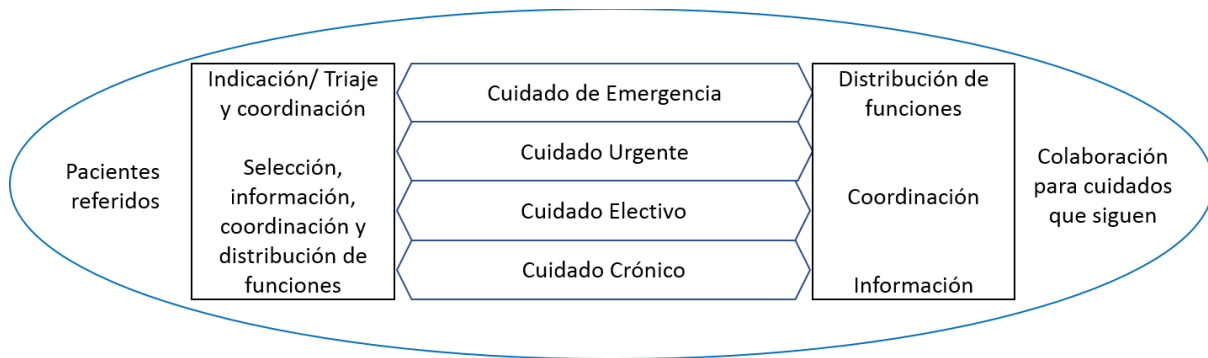 Pacientes
referidos
Indicación/ Triaje
y coordinación
Selección,
información,
coordinación y
distribución de
funciones
Cuidado de Emergencia
Cuidado Urgente
Cuidado Electivo
Cuidado Crónico
Distribución de
funciones
Coordinación
Información
Colaboración
para cuidados
que siguen